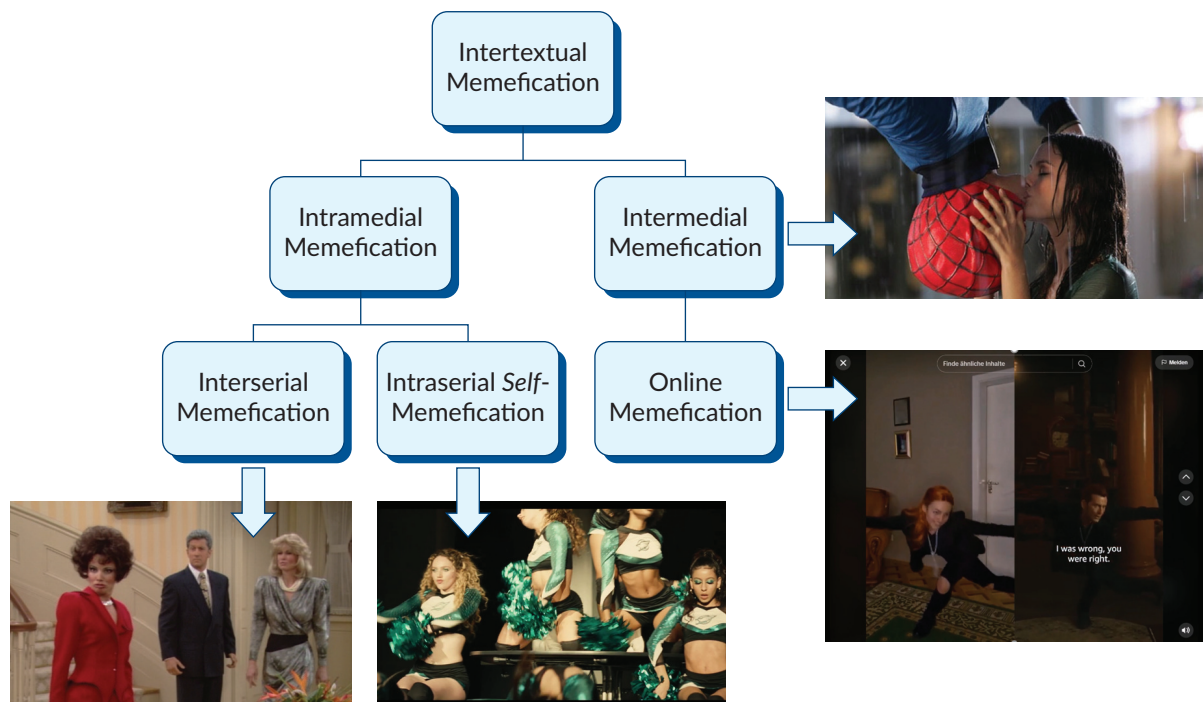 Intertextual
Memefication
Intramedial
Memefication
Intermedial
Memefication
Interserial
Memefication
Intraserial Self-
Memefication
Online
Memefication
Finde ähnliche Inhalte
Melden
I was wrong, you
were right.